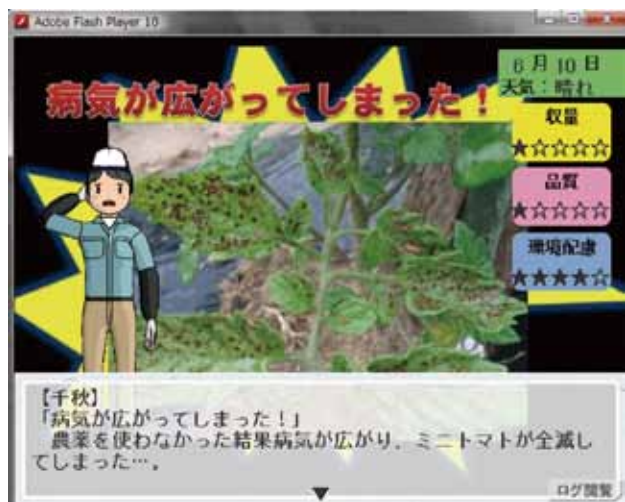 Adobe Flash Player 10
6月10日
天気：晴れ
病気が広がってしまった！
収量
★☆☆☆☆
品質
★☆☆☆☆
環境配慮
★★★★☆
【千秋】
「病気が広がってしまった！」
　農薬を使わなかった結果病気が広がり、ミニトマトが全滅し
てしまった…。
ログ閲覧